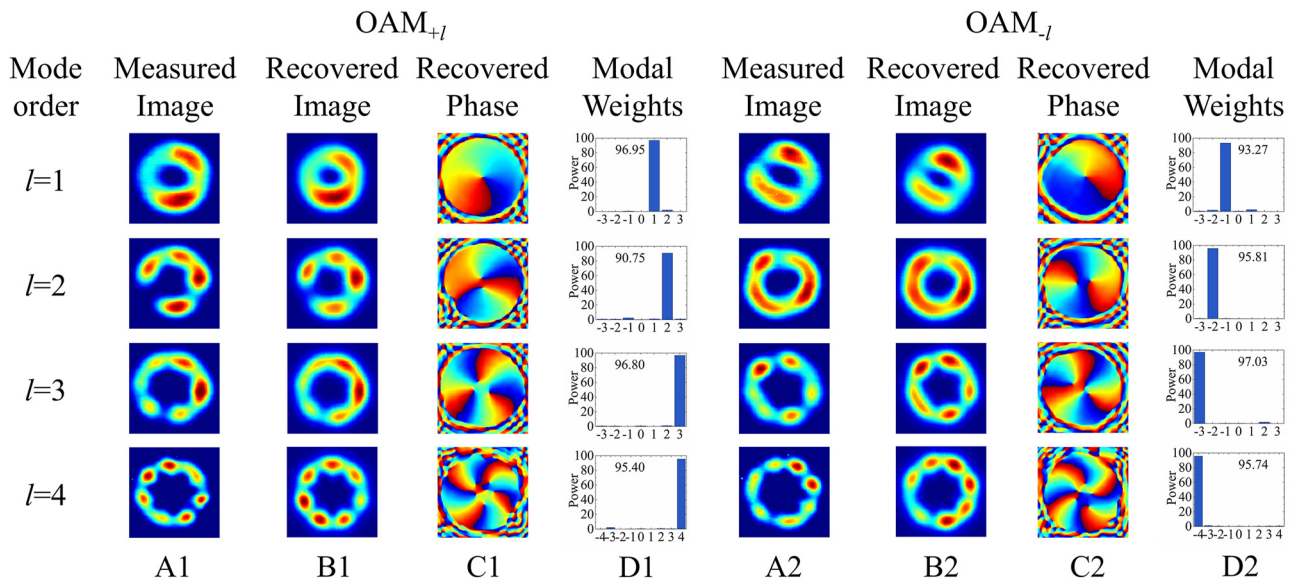 OAM+l OAM-l
Mode Measured Recovered Recovered Modal Measured Recovered Recovered Modal
order Image Image Phase Weights Image Image Phase Weights
l=1
100
80
60
40
20
0
Power
96.95
-3 -2 -1 0 1 2 3
100
80
60
40
20
0
Power
93.27
-3 -2 -1 0 1 2 3
l=2
100
80
60
40
20
0
Power
90.75
-3 -2 -1 0 1 2 3
100
80
60
40
20
0
Power
95.81
-3 -2 -1 0 1 2 3
l=3
100
80
60
40
20
0
Power
96.80
-3 -2 -1 0 1 2 3
100
80
60
40
20
0
Power
97.03
-3 -2 -1 0 1 2 3
l=4
100
80
60
40
20
0
Power
95.40
-4-3-2-10 1 2 3 4
100
80
60
40
20
0
Power
95.74
-4-3-2-10 1 2 3 4
A1 B1 C1 D1 A2 B2 C2 D2